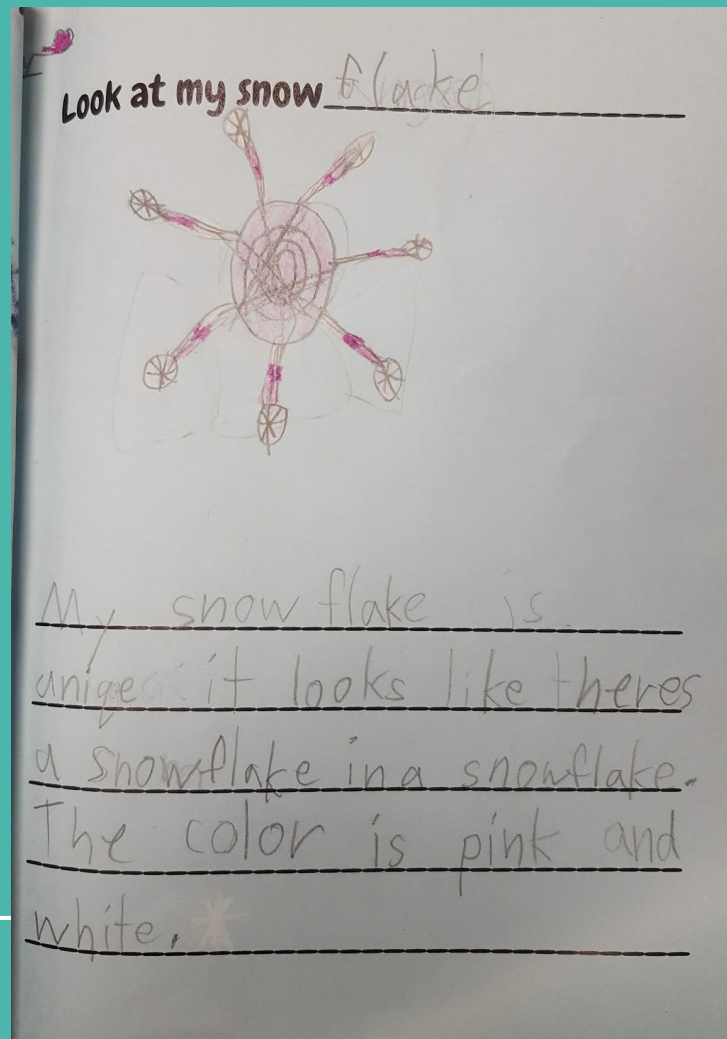 Look at my snow flacke
My snow flake is
uniqe it looks like theres
a snowflake in a snowflake.
The color is pink and
white.